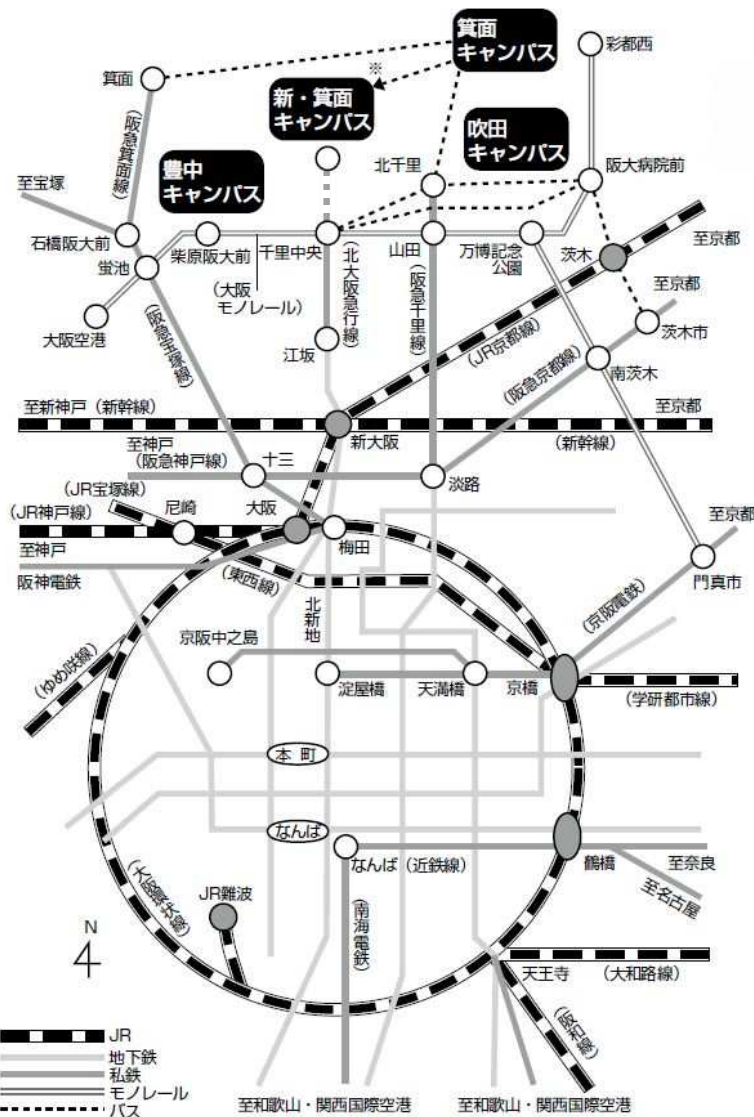 箕面
キャンパス
彩都西
※
箕面
新・箕面
キャンパス
吹田
キャンパス
(阪急箕面線)
北千里
阪大病院前
豊中
キャンパス
至宝塚
石橋阪大前
柴原阪大前
千里中央
山田
万博記念
公園
茨木
至京都
蛍池
(大阪
モノレール)
(北大阪急行線)
(阪急千里線)
至京都
大阪空港
茨木市
(阪急宝塚線)
江坂
(JR京都線)
南茨木
(阪急京都線)
至新神戸(新幹線)
至京都
新大阪
(新幹線)
至神戸
(阪急神戸線)
十三
淡路
(JR宝塚線)
尼崎
大阪
(JR神戸線)
至京都
至神戸
梅田
阪神電鉄
(東西線)
門真市
北新地
(京阪電鉄)
京阪中之島
(ゆめ咲線)
淀屋橋
天満橋
京橋
(学研都市線)
本町
なんば
なんば(近鉄線)
鶴橋
至奈良
至名古屋
(大阪環状線)
JR難波
(南海電鉄)
N
天王寺
(大和路線)
(阪和線)
JR
地下鉄
私鉄
モノレール
バス
至和歌山・関西国際空港
至和歌山・関西国際空港